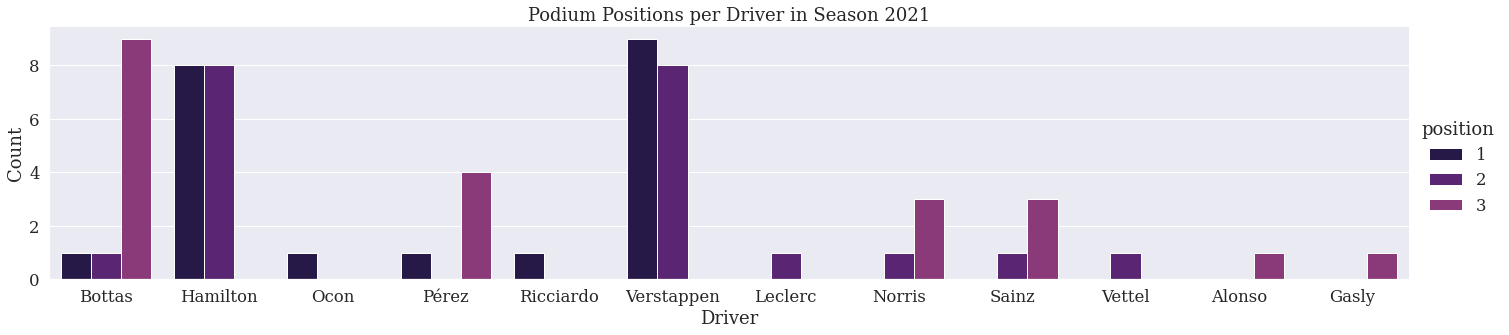 Podium Positions per Driver in Season 2021
Count
8
6
4
2
0
Bottas Hamilton Ocon Pérez Ricciardo Verstappen Leclerc Norris Sainz Vettel Alonso Gasly
Driver
position
1
2
3